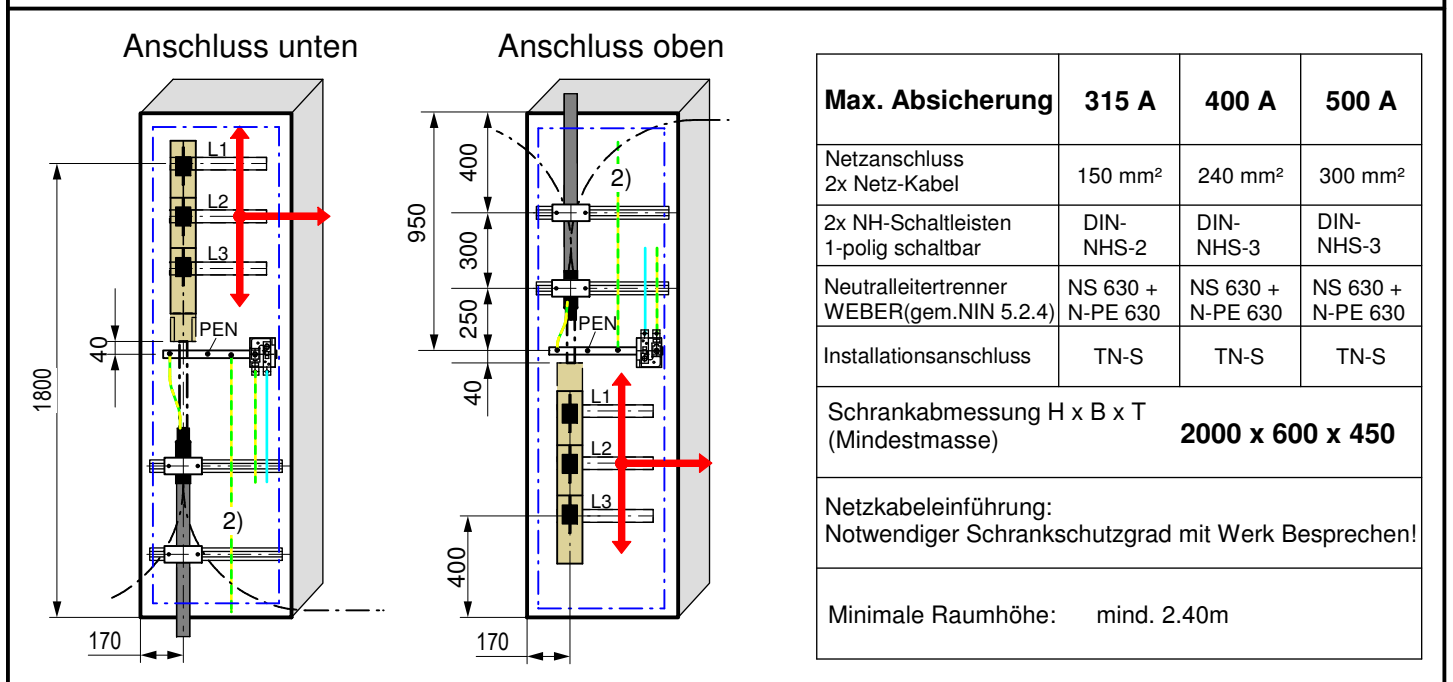 Anschluss unten
L1
L2
L3
PEN
40
1800
2)
170
Anschluss oben
400
950
300
250
2)
PEN
40
L1
L2
L3
400
170
Max. Absicherung 315 A 400 A 500 A
Netzanschluss
2x Netz-Kabel 150 mm² 240 mm² 300 mm²
2x NH-Schaltleisten DIN- DIN- DIN-
1-polig schaltbar NHS-2 NHS-3 NHS-3
Neutralleitertrenner NS 630 + NS 630 + NS 630 +
WEBER(gem.NIN 5.2.4) N-PE 630 N-PE 630 N-PE 630
Installationsanschluss TN-S TN-S TN-S
Schrankabmessung H x B x T
(Mindestmasse) 2000 x 600 x 450
Netzkabeleinführung:
Notwendiger Schrankschutzgrad mit Werk Besprechen!
Minimale Raumhöhe: mind. 2.40m